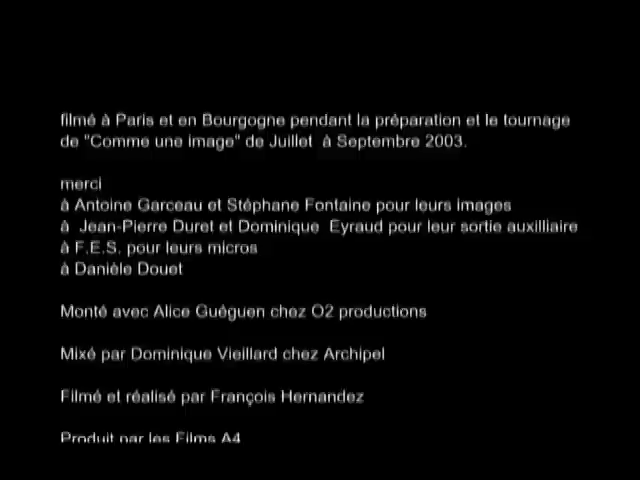 filmé à Paris et en Bourgogne pendant la préparation et le tournage
de "Comme une image" de Juillet à Septembre 2003.
merci
à Antoine Garceau et Stéphane Fontaine pour leurs images
à Jean-Pierre Duret et Dominique Eyraud pour leur sortie auxilliaire
à F.E.S. pour leurs micros
à Danièle Douet
Monté avec Alice Guéguen chez O2 productions
Mixé par Dominique Vieillard chez Archipel
Filmé et réalisé par François Hernandez
Produit par les Films A4